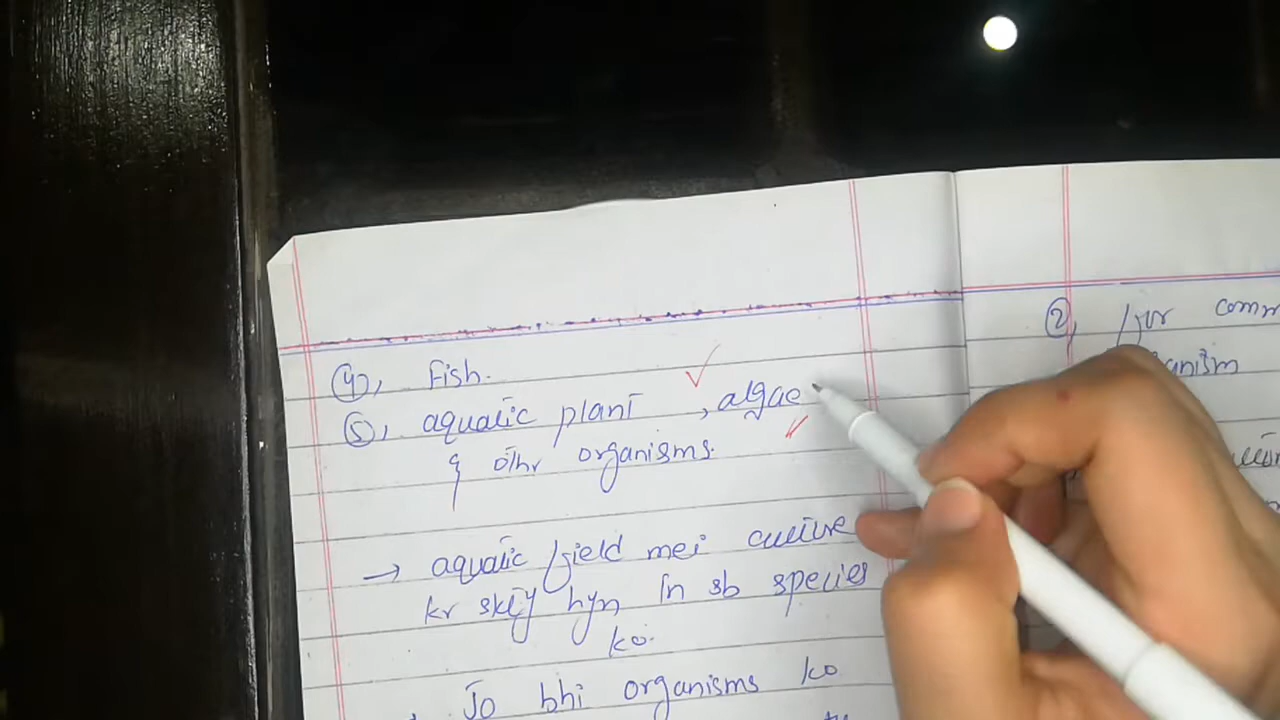 (4), Fish.
(5), aquatic plant , algae
& othr organisms.
→ aquatic field mei culture
kr skty hyn In sb species
ko.
Jo bhi organisms ko
(2), for comm
anism